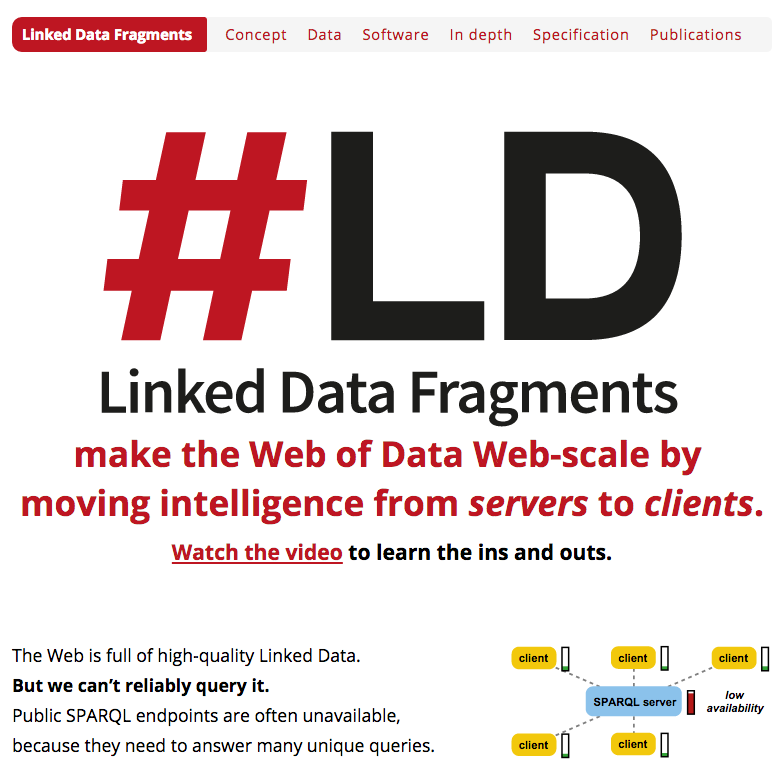 Linked Data Fragments Concept Data Software In depth Specification Publications
#LD
Linked Data Fragments
make the Web of Data Web-scale by
moving intelligence from servers to clients.
Watch the video to learn the ins and outs.
The Web is full of high-quality Linked Data.
But we can’t reliably query it.
Public SPARQL endpoints are often unavailable,
because they need to answer many unique queries.
client client client
SPARQL server low
availability
client client